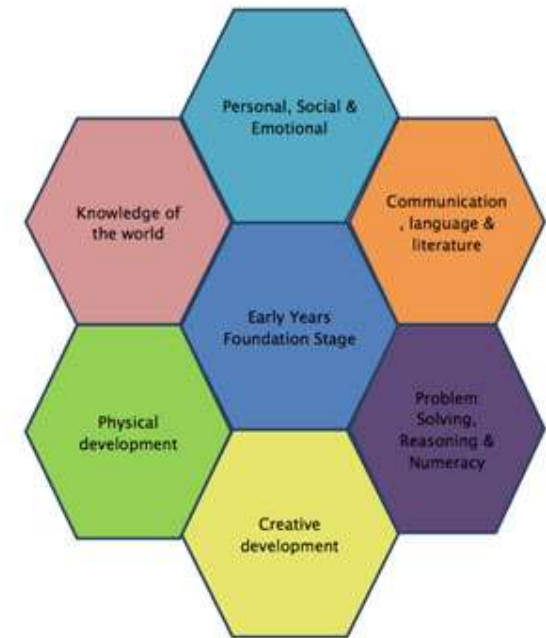 Personal, Social &
Emotional
Knowledge of
the world
Communication
, language &
literature
Early Years
Foundation Stage
Physical
development
Problem
Solving,
Reasoning &
Numeracy
Creative
development